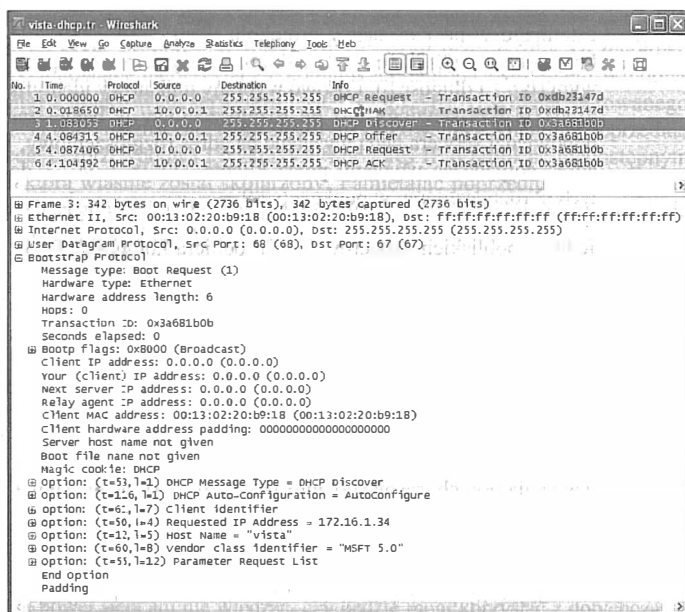 vista-dhcp.tr - Wireshark
File Edit View Go Capture Analyze Statistics Telephony Tools Help
No. Time Protocol Source Destination Info
1 0.000000 DHCP 0.0.0.0 255.255.255.255 DHCP Request - Transaction ID 0xdb23147d
2 0.018650 DHCP 10.0.0.1 255.255.255.255 DHCP NAK - Transaction ID 0xdb23147d
3 1.083053 DHCP 0.0.0.0 255.255.255.255 DHCP Discover - Transaction ID 0x3a681b0b
4 4.084315 DHCP 10.0.0.1 255.255.255.255 DHCP Offer - Transaction ID 0x3a681b0b
5 4.087406 DHCP 0.0.0.0 255.255.255.255 DHCP Request - Transaction ID 0x3a681b0b
6 4.104592 DHCP 10.0.0.1 255.255.255.255 DHCP ACK - Transaction ID 0x3a681b0b
Frame 3: 342 bytes on wire (2736 bits), 342 bytes captured (2736 bits)
Ethernet II, Src: 00:13:02:20:b9:18 (00:13:02:20:b9:18), Dst: ff:ff:ff:ff:ff:ff (ff:ff:ff:ff:ff:ff)
Internet Protocol, Src: 0.0.0.0 (0.0.0.0), Dst: 255.255.255.255 (255.255.255.255)
User Datagram Protocol, Src Port: 68 (68), Dst Port: 67 (67)
Bootstrap Protocol
Message type: Boot Request (1)
Hardware type: Ethernet
Hardware address length: 6
Hops: 0
Transaction ID: 0x3a681b0b
Seconds elapsed: 0
Bootp flags: 0x8000 (Broadcast)
Client IP address: 0.0.0.0 (0.0.0.0)
Your (client) IP address: 0.0.0.0 (0.0.0.0)
Next server IP address: 0.0.0.0 (0.0.0.0)
Relay agent IP address: 0.0.0.0 (0.0.0.0)
Client MAC address: 00:13:02:20:b9:18 (00:13:02:20:b9:18)
Client hardware address padding: 00000000000000000000
Server host name not given
Boot file name not given
Magic cookie: DHCP
Option: (t=53,l=1) DHCP Message Type = DHCP Discover
Option: (t=116,l=1) DHCP Auto-Configuration = AutoConfigure
Option: (t=61,l=7) Client identifier
Option: (t=50,l=4) Requested IP Address = 172.16.1.34
Option: (t=12,l=5) Host Name = "vista"
Option: (t=60,l=8) Vendor class identifier = "MSFT 5.0"
Option: (t=55,l=12) Parameter Request List
End Option
Padding